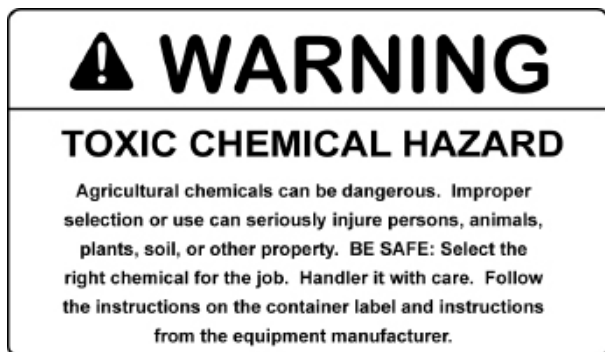 WARNING
TOXIC CHEMICAL HAZARD
Agricultural chemicals can be dangerous. Improper
selection or use can seriously injure persons, animals,
plants, soil, or other property. BE SAFE: Select the
right chemical for the job. Handler it with care. Follow
the instructions on the container label and instructions
from the equipment manufacturer.